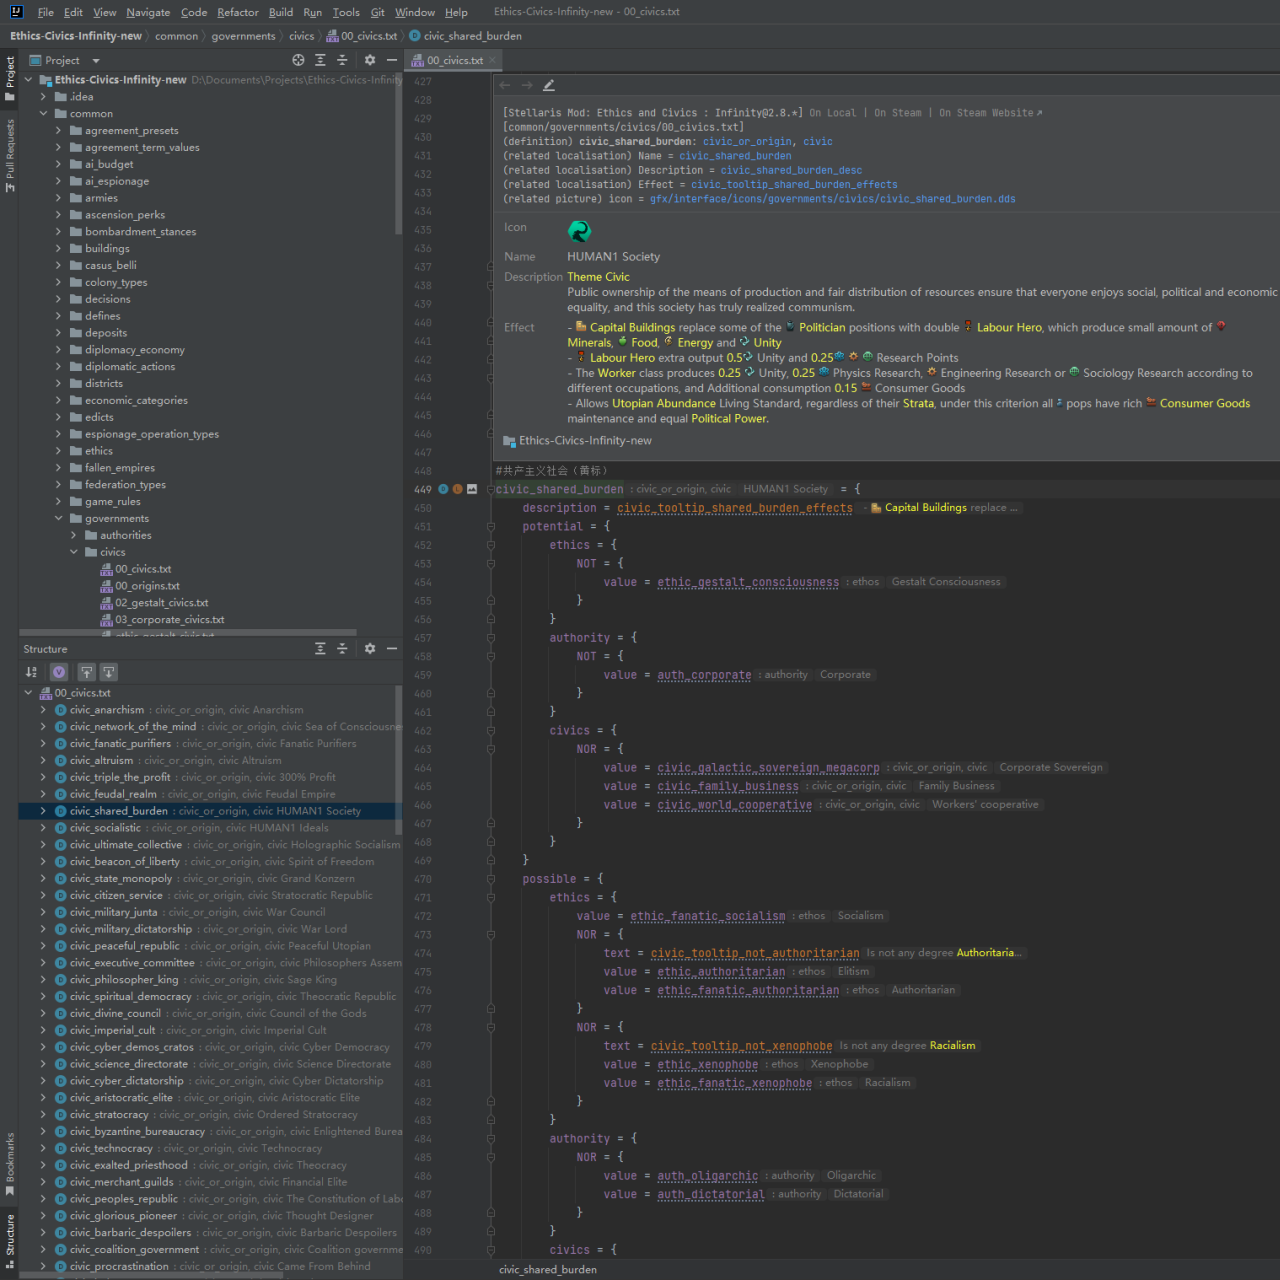 File Edit View Navigate Code Refactor Build Run Tools Git Window Help Ethics-Civics-Infinity-new - 00_civics.txt
Ethics-Civics-Infinity-new common governments civics 00_civics.txt civic_shared_burden
Project
Pull Requests
Bookmarks
Structure
Project
Ethics-Civics-Infinity-new D:\Documents\Projects\Ethics-Civics-Infinity
.idea
common
agreement_presets
agreement_term_values
ai_budget
ai_espionage
armies
ascension_perks
bombardment_stances
buildings
casus_belli
colony_types
decisions
defines
deposits
diplomacy_economy
diplomatic_actions
districts
economic_categories
edicts
espionage_operation_types
ethics
fallen_empires
federation_types
game_rules
governments
authorities
civics
00_civics.txt
00_origins.txt
02_gestalt_civics.txt
03_corporate_civics.txt
Structure
00_civics.txt
civic_anarchism : civic_or_origin, civic Anarchism
civic_network_of_the_mind : civic_or_origin, civic Sea of Consciousne
civic_fanatic_purifiers : civic_or_origin, civic Fanatic Purifiers
civic_altruism : civic_or_origin, civic Altruism
civic_triple_the_profit : civic_or_origin, civic 300% Profit
civic_feudal_realm : civic_or_origin, civic Feudal Empire
civic_shared_burden : civic_or_origin, civic HUMAN1 Society
civic_socialistic : civic_or_origin, civic HUMAN1 Ideals
civic_ultimate_collective : civic_or_origin, civic Holographic Socialism
civic_beacon_of_liberty : civic_or_origin, civic Spirit of Freedom
civic_state_monopoly : civic_or_origin, civic Grand Konzern
civic_citizen_service : civic_or_origin, civic Stratocratic Republic
civic_military_junta : civic_or_origin, civic War Council
civic_military_dictatorship : civic_or_origin, civic War Lord
civic_peaceful_republic : civic_or_origin, civic Peaceful Utopian
civic_executive_committee : civic_or_origin, civic Philosophers Assem
civic_philosopher_king : civic_or_origin, civic Sage King
civic_spiritual_democracy : civic_or_origin, civic Theocratic Republic
civic_divine_council : civic_or_origin, civic Council of the Gods
civic_imperial_cult : civic_or_origin, civic Imperial Cult
civic_cyber_demos_cratos : civic_or_origin, civic Cyber Democracy
civic_science_directorate : civic_or_origin, civic Science Directorate
civic_cyber_dictatorship : civic_or_origin, civic Cyber Dictatorship
civic_aristocratic_elite : civic_or_origin, civic Aristocratic Elite
civic_stratocracy : civic_or_origin, civic Ordered Stratocracy
civic_byzantine_bureaucracy : civic_or_origin, civic Enlightened Burea
civic_technocracy : civic_or_origin, civic Technocracy
civic_exalted_priesthood : civic_or_origin, civic Theocracy
civic_merchant_guilds : civic_or_origin, civic Financial Elite
civic_peoples_republic : civic_or_origin, civic The Constitution of Lab
civic_glorious_pioneer : civic_or_origin, civic Thought Designer
civic_barbaric_despoilers : civic_or_origin, civic Barbaric Despoilers
civic_coalition_government : civic_or_origin, civic Coalition governme
civic_procrastination : civic_or_origin, civic Came From Behind
00_civics.txt
427
428
429
430
431
432
433
434
435
436
437
438
439
440
441
442
443
444
445
446
447
[Stellaris Mod: Ethics and Civics : Infinity@2.8.*] On Local | On Steam | On Steam Website
[common/governments/civics/00_civics.txt]
(definition) civic_shared_burden: civic_or_origin, civic
(related localisation) Name = civic_shared_burden
(related localisation) Description = civic_shared_burden_desc
(related localisation) Effect = civic_tooltip_shared_burden_effects
(related picture) icon = gfx/interface/icons/governments/civics/civic_shared_burden.dds
Icon
Name HUMAN1 Society
Description Theme Civic
Public ownership of the means of production and fair distribution of resources ensure that everyone enjoys social, political and economic
equality, and this society has truly realized communism.
Effect - Capital Buildings replace some of the Politician positions with double Labour Hero, which produce small amount of
Minerals, Food, Energy and Unity
- Labour Hero extra output 0.5 Unity and 0.25 Research Points
- The Worker class produces 0.25 Unity, 0.25 Physics Research, Engineering Research or Sociology Research according to
different occupations, and Additional consumption 0.15 Consumer Goods
- Allows Utopian Abundance Living Standard, regardless of their Strata, under this criterion all pops have rich Consumer Goods
maintenance and equal Political Power.
Ethics-Civics-Infinity-new
448 #共产主义社会（黄标）
449 civic_shared_burden : civic_or_origin, civic HUMAN1 Society = {
450 description = civic_tooltip_shared_burden_effects - Capital Buildings replace ...
451 potential = {
452 ethics = {
453 NOT = {
454 value = ethic_gestalt_consciousness : ethos Gestalt Consciousness
455 }
456 }
457 authority = {
458 NOT = {
459 value = auth_corporate : authority Corporate
460 }
461 }
462 civics = {
463 NOR = {
464 value = civic_galactic_sovereign_megacorp : civic_or_origin, civic Corporate Sovereign
465 value = civic_family_business : civic_or_origin, civic Family Business
466 value = civic_world_cooperative : civic_or_origin, civic Workers' cooperative
467 }
468 }
469 }
470 possible = {
471 ethics = {
472 value = ethic_fanatic_socialism : ethos Socialism
473 NOR = {
474 text = civic_tooltip_not_authoritarian Is not any degree Authoritaria...
475 value = ethic_authoritarian : ethos Elitism
476 value = ethic_fanatic_authoritarian : ethos Authoritarian
477 }
478 NOR = {
479 text = civic_tooltip_not_xenophobe Is not any degree Racialism
480 value = ethic_xenophobe : ethos Xenophobe
481 value = ethic_fanatic_xenophobe : ethos Racialism
482 }
483 }
484 authority = {
485 NOR = {
486 value = auth_oligarchic : authority Oligarchic
487 value = auth_dictatorial : authority Dictatorial
488 }
489 }
490 civics = {
civic_shared_burden